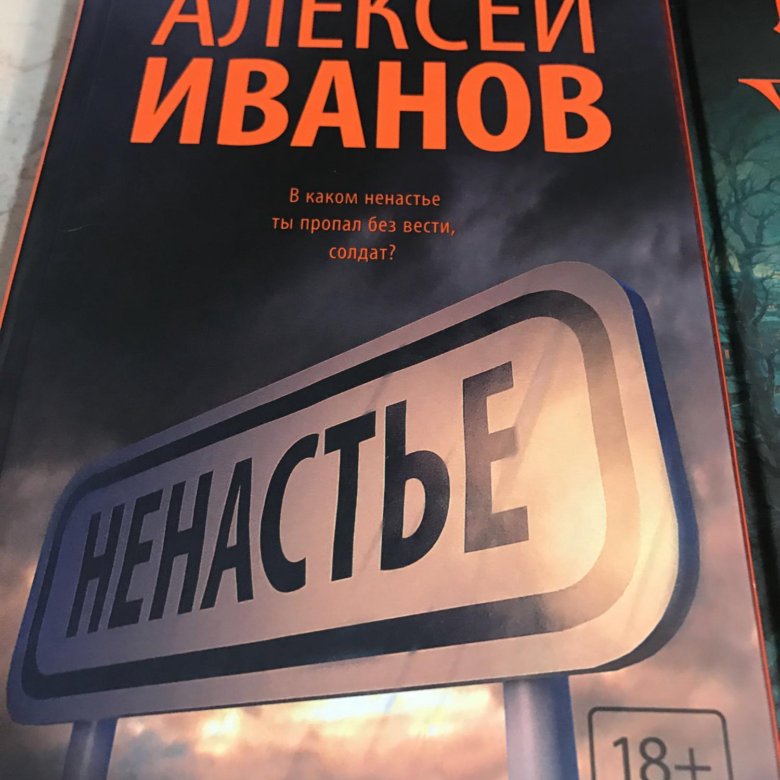 АЛЕКСЕЙ
ИВАНОВ
В каком ненастье
ты пропал без вести,
солдат?
НЕНАСТЬЕ
18+